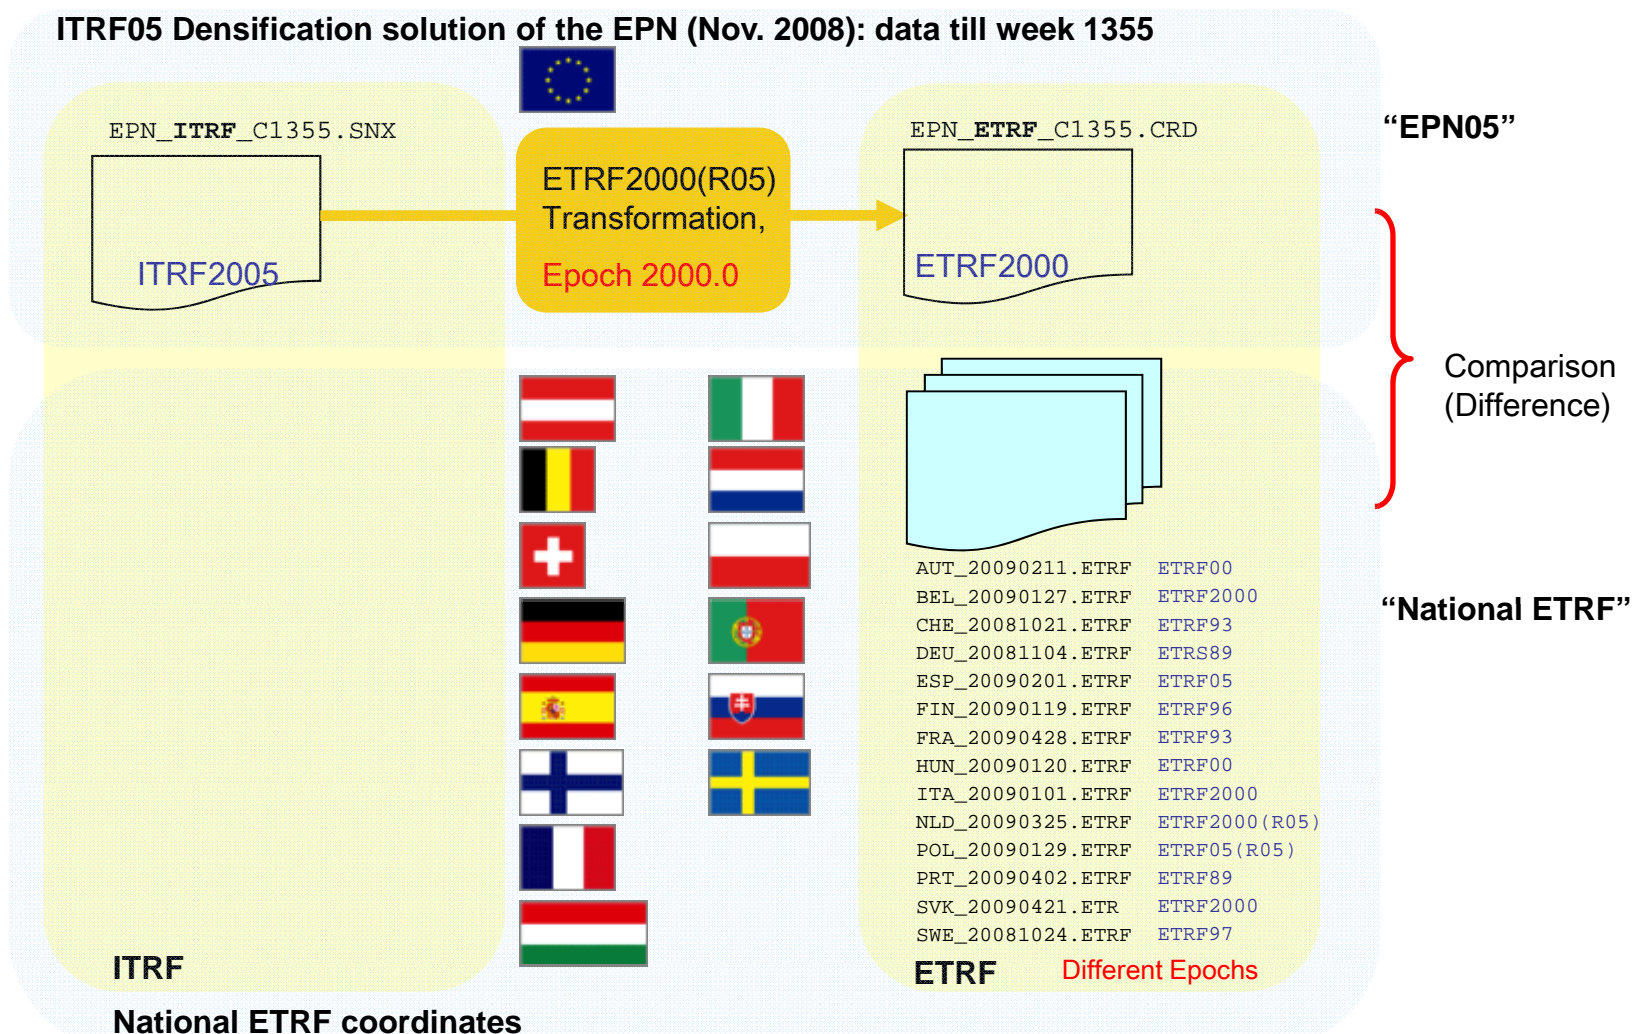 ITRF05 Densification solution of the EPN (Nov. 2008): data till week 1355
EPN_ITRF_C1355.SNX
ITRF2005
ETRF2000(R05)
Transformation,
Epoch 2000.0
EPN_ETRF_C1355.CRD
ETRF2000
“EPN05”
Comparison
(Difference)
AUT_20090211.ETRF ETRF00
BEL_20090127.ETRF ETRF2000
CHE_20081021.ETRF ETRF93
DEU_20081104.ETRF ETRS89
ESP_20090201.ETRF ETRF05
FIN_20090119.ETRF ETRF96
FRA_20090428.ETRF ETRF93
HUN_20090120.ETRF ETRF00
ITA_20090101.ETRF ETRF2000
NLD_20090325.ETRF ETRF2000(R05)
POL_20090129.ETRF ETRF05(R05)
PRT_20090402.ETRF ETRF89
SVK_20090421.ETR ETRF2000
SWE_20081024.ETRF ETRF97
“National ETRF”
ITRF
ETRF Different Epochs
National ETRF coordinates